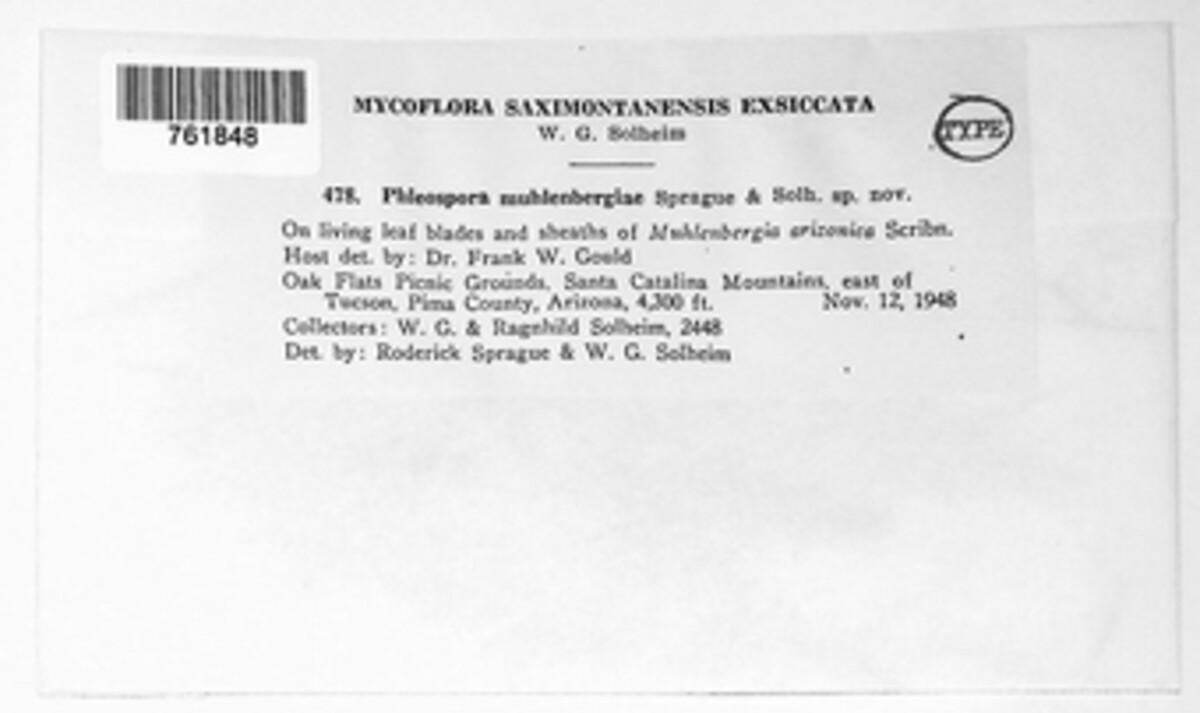 761848
MYCOFLORA SAXIMONTANENSIS EXSICCATA
W. G. Solheim
TYPE
478. Phleospora muhlenbergiae Sprague & Solh. sp. nov.
On living leaf blades and sheaths of Muhlenbergia arizonica Scribn.
Host det. by: Dr. Frank W. Gould
Oak Flats Picnic Grounds, Santa Catalina Mountains, east of
Tucson, Pima County, Arizona, 4,300 ft. Nov. 12, 1948
Collectors: W. G. & Ragnhild Solheim, 2448
Det. by: Roderick Sprague & W. G. Solheim